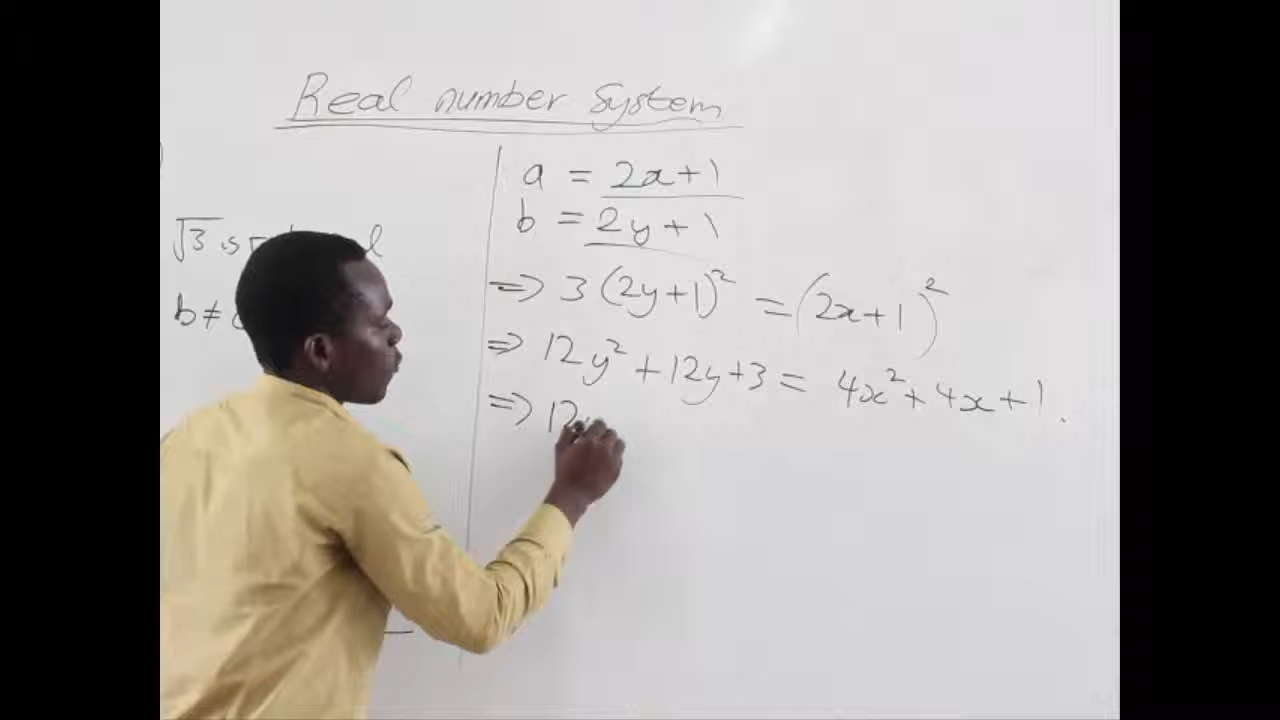 Real number System
√3 is
b ≠
a = 2x+1
b = 2y+1
⇒ 3(2y+1)² = (2x+1)²
⇒ 12y² + 12y + 3 = 4x² + 4x + 1.
⇒ 12